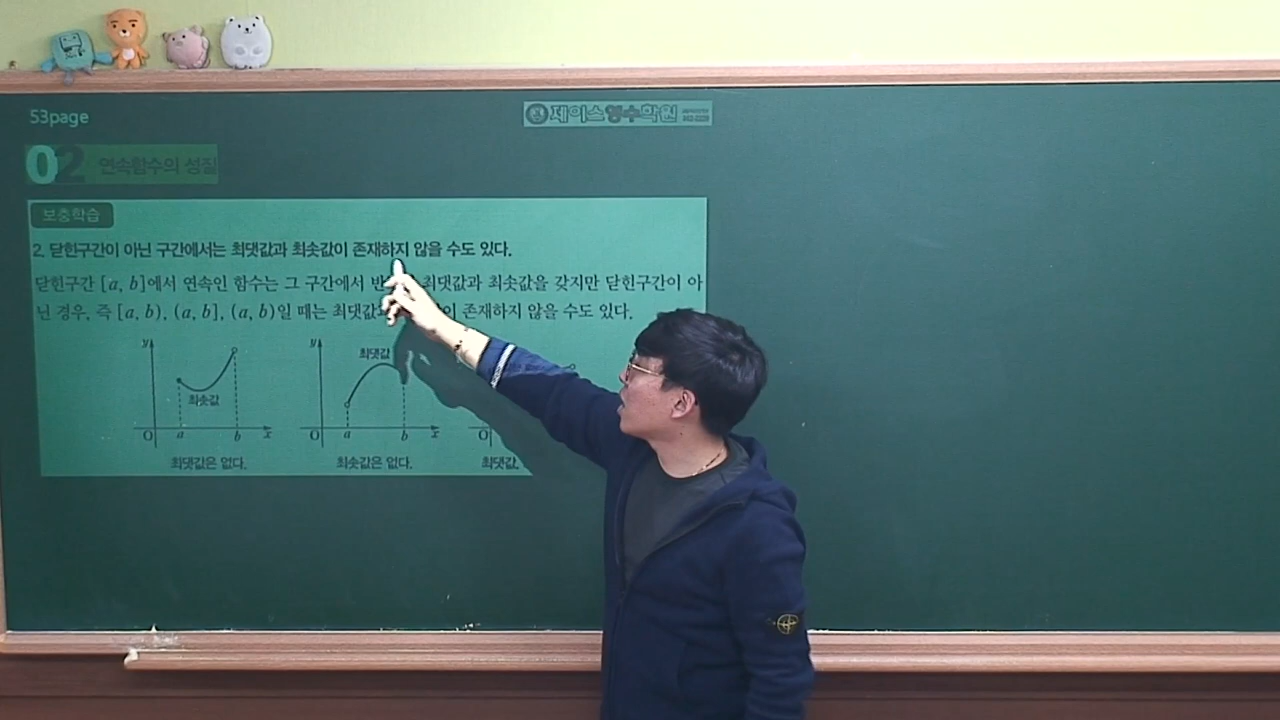 53page
제이스영수학원
02 연속함수의 성질
보충학습
2. 닫힌구간이 아닌 구간에서는 최댓값과 최솟값이 존재하지 않을 수도 있다.
닫힌구간 [a, b]에서 연속인 함수는 그 구간에서 최댓값과 최솟값을 갖지만 닫힌구간이 아
닌 경우, 즉 [a, b), (a, b], (a, b)일 때는 최댓값 존재하지 않을 수도 있다.
y 최솟값 O a b x
y 최댓값 O a b x
O
최댓값은 없다. 최솟값은 없다. 최댓값,